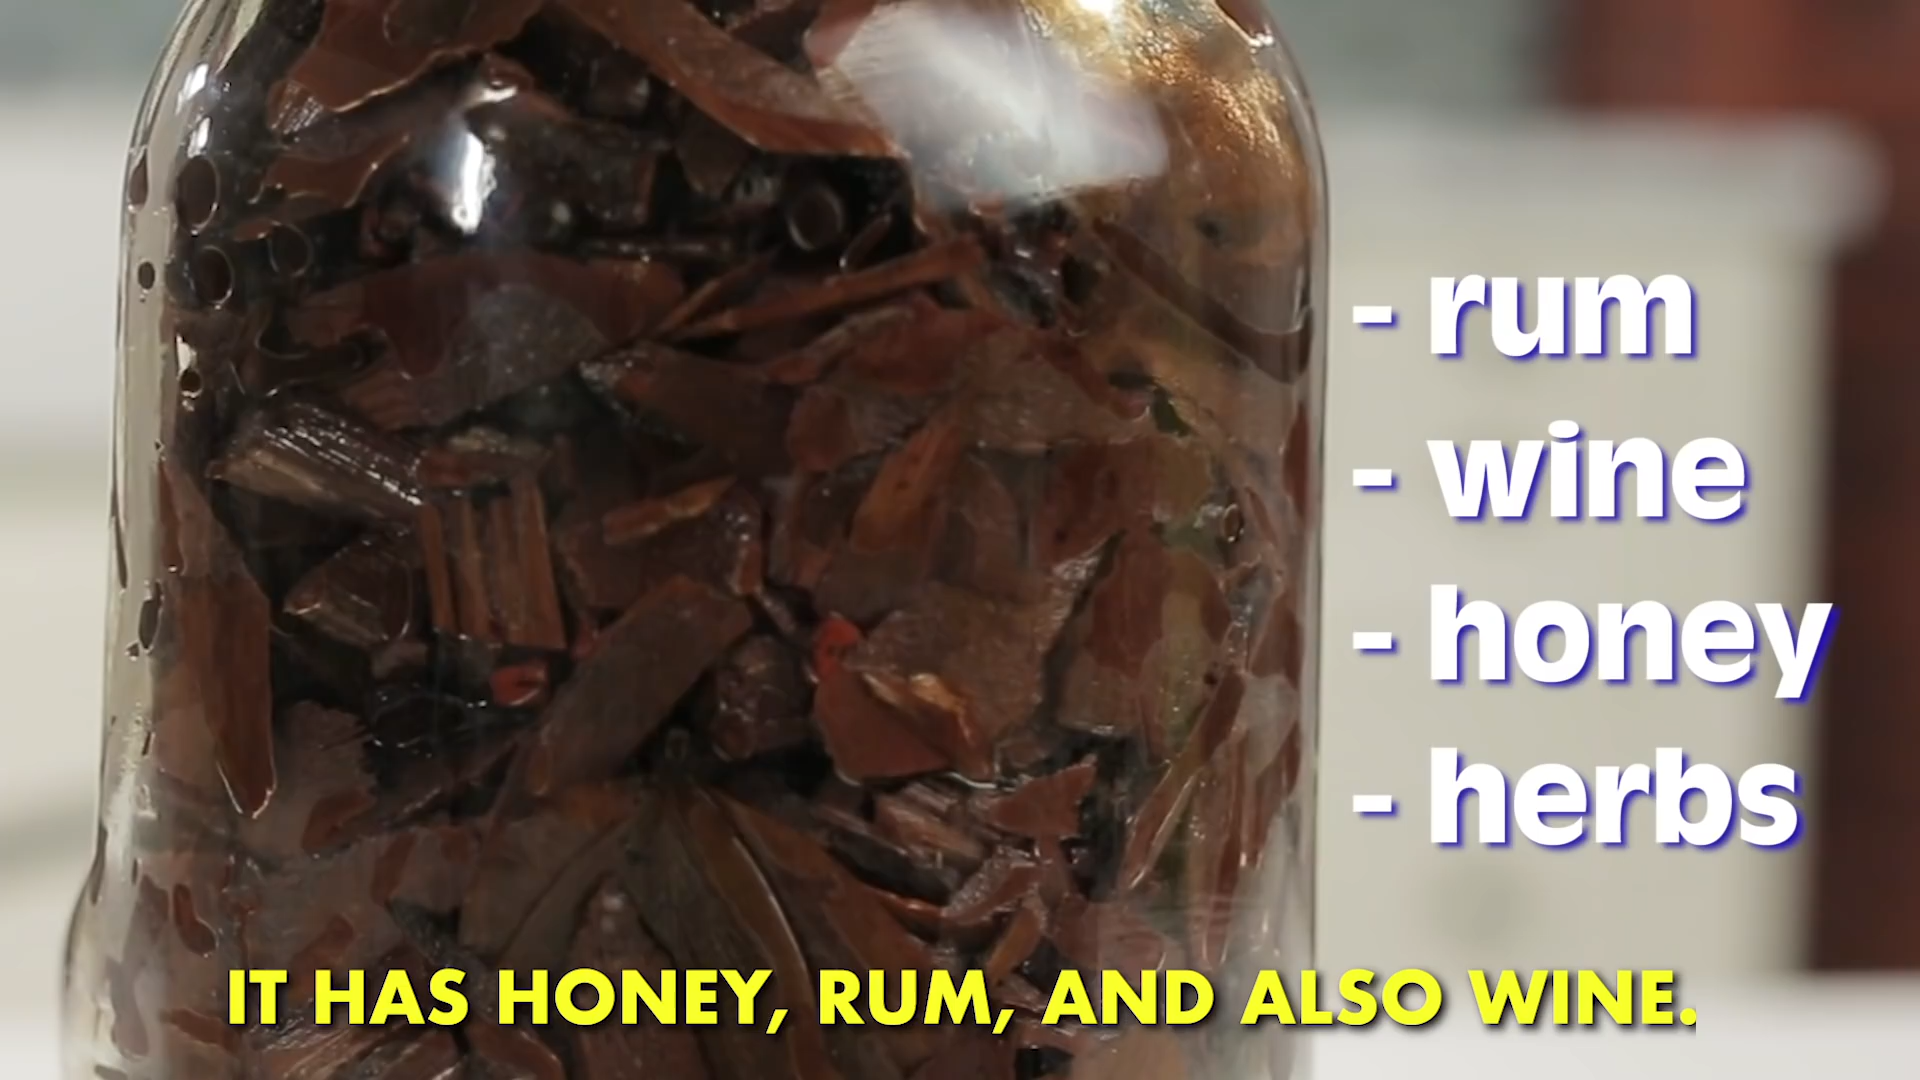 - rum
- wine
- honey
- herbs
IT HAS HONEY, RUM, AND ALSO WINE.